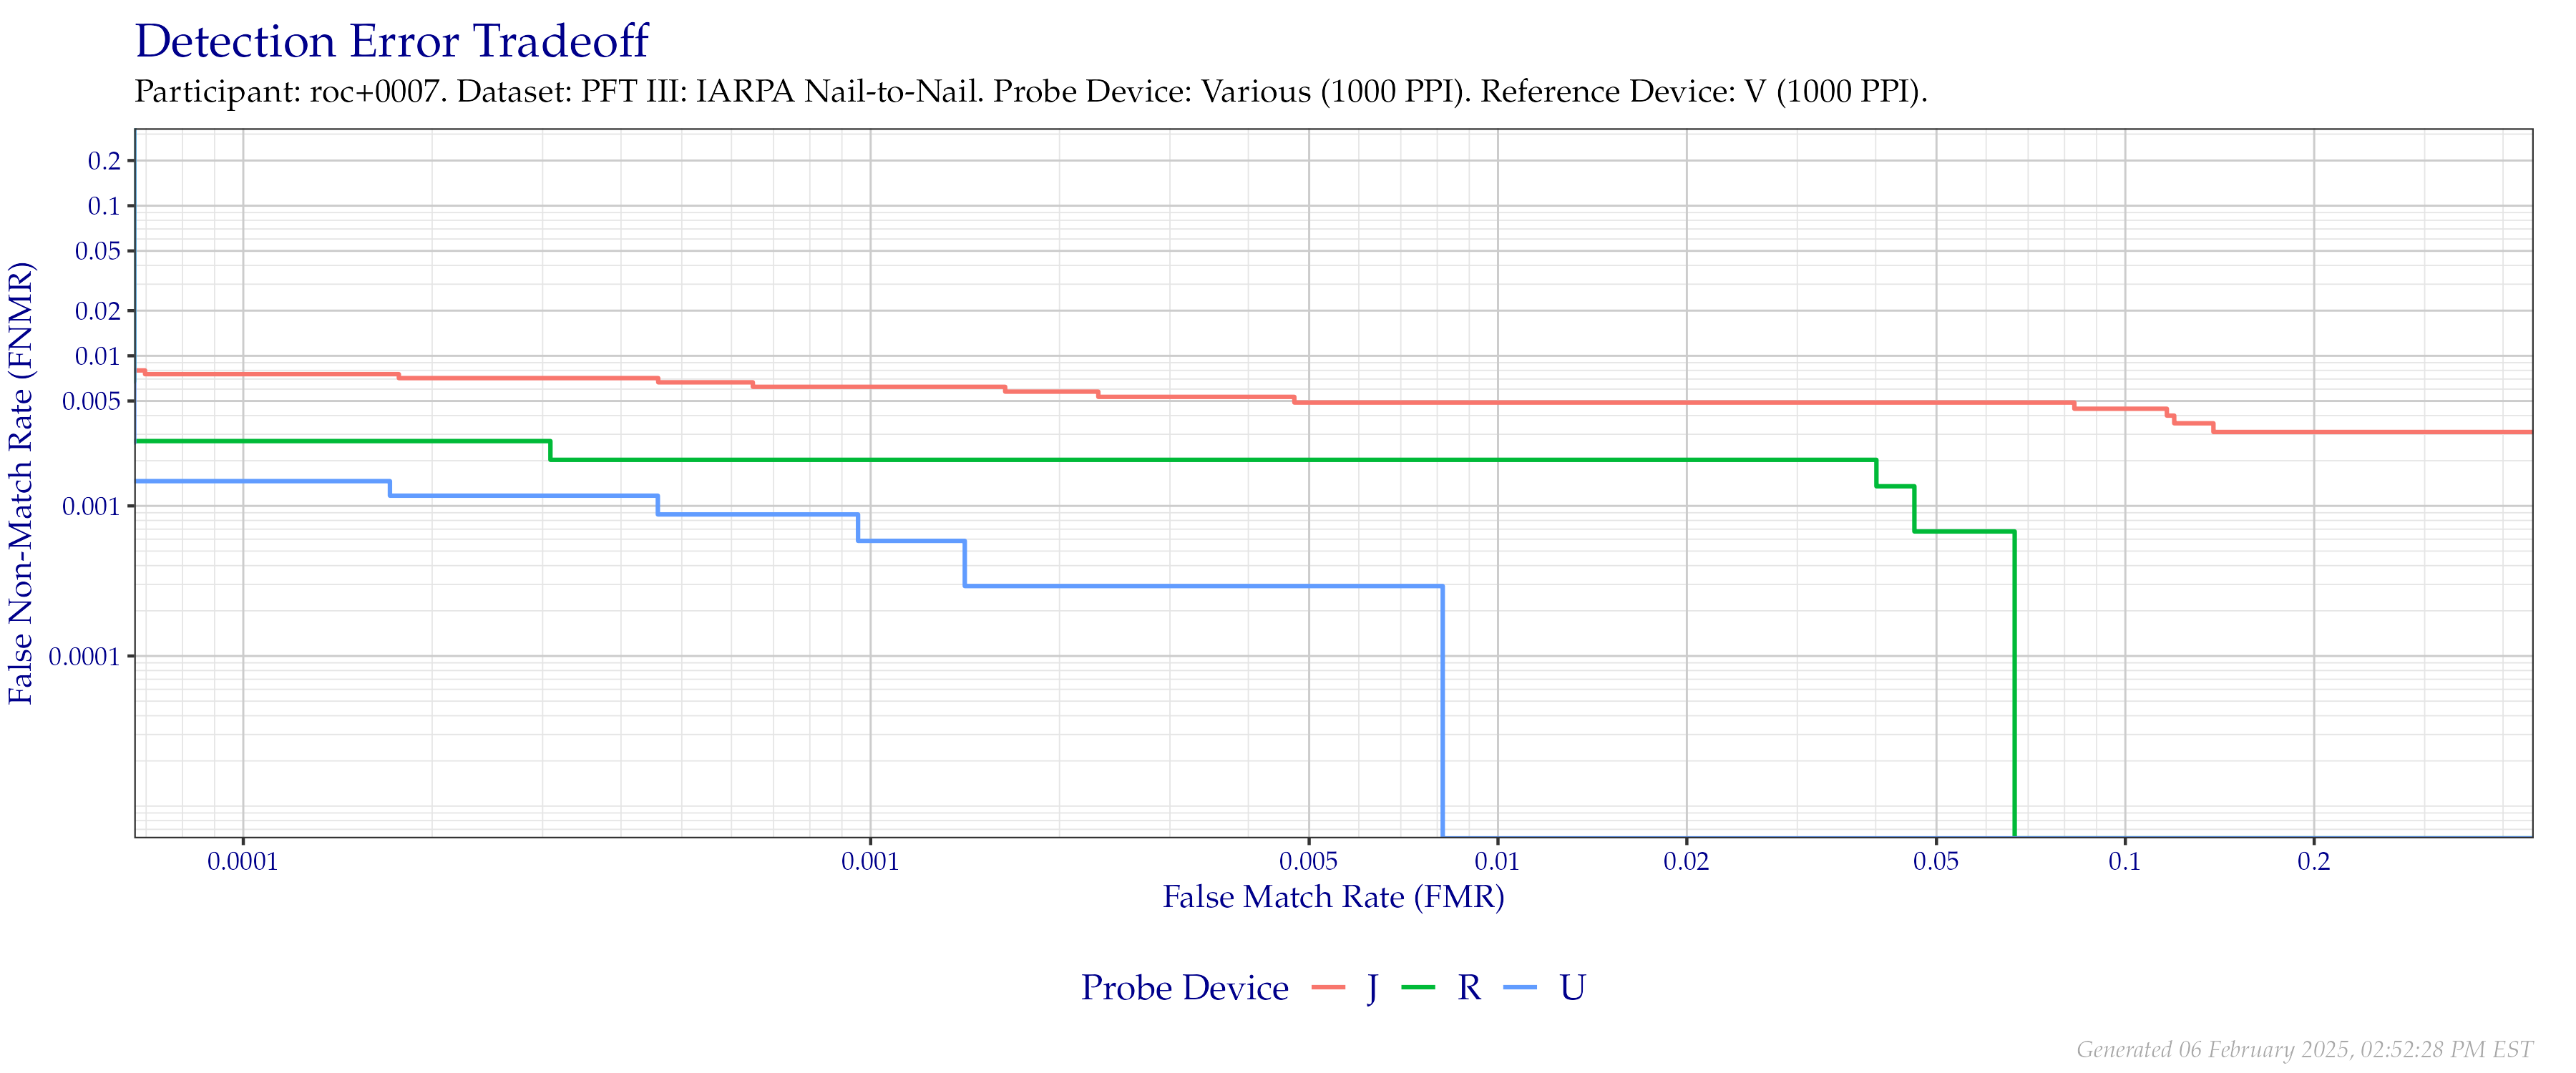 Detection Error Tradeoff
Participant: roc+0007. Dataset: PFT III: IARPA Nail-to-Nail. Probe Device: Various (1000 PPI). Reference Device: V (1000 PPI).
False Non-Match Rate (FNMR)
0.2
0.1
0.05
0.02
0.01
0.005
0.001
0.0001
0.0001 0.001 0.005 0.01 0.02 0.05 0.1 0.2
False Match Rate (FMR)
Probe Device J R U
Generated 06 February 2025, 02:52:28 PM EST